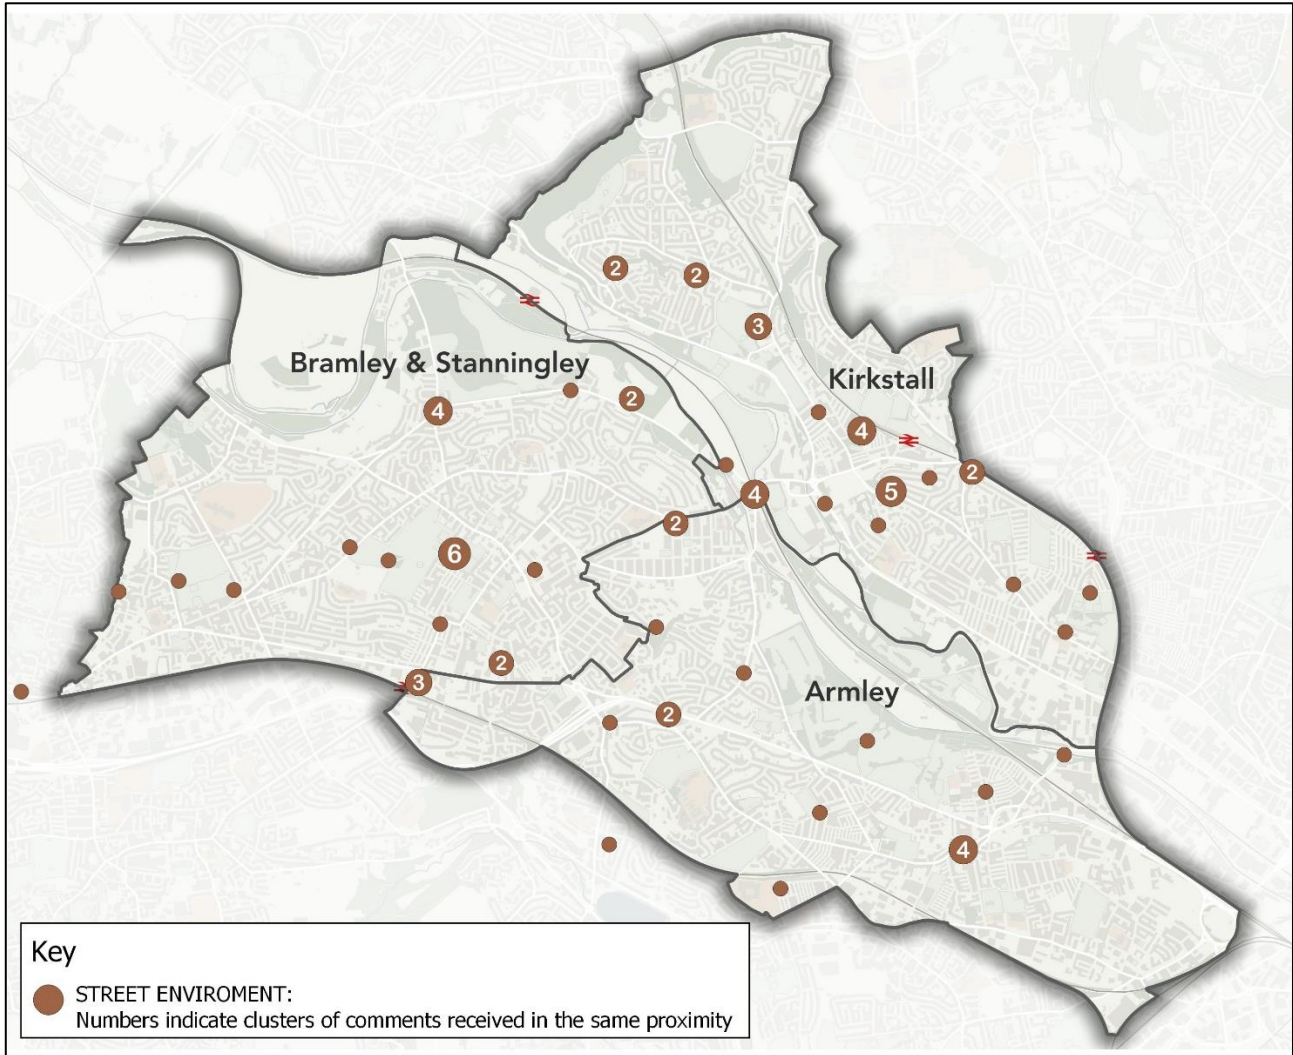 2
2
3
Bramley & Stanningley
Kirkstall
2
4
4
2
5
4
2
6
2
3
Armley
2
4
Key
STREET ENVIROMENT:
Numbers indicate clusters of comments received in the same proximity